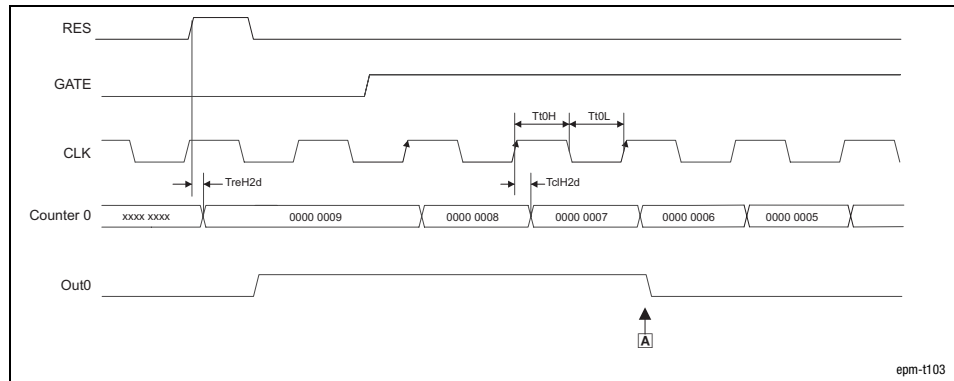 RES
GATE
Tt0H Tt0L
CLK
TreH2d TclH2d
Counter 0 xxxx xxxx 0000 0009 0000 0008 0000 0007 0000 0006 0000 0005
Out0
A
epm-t103